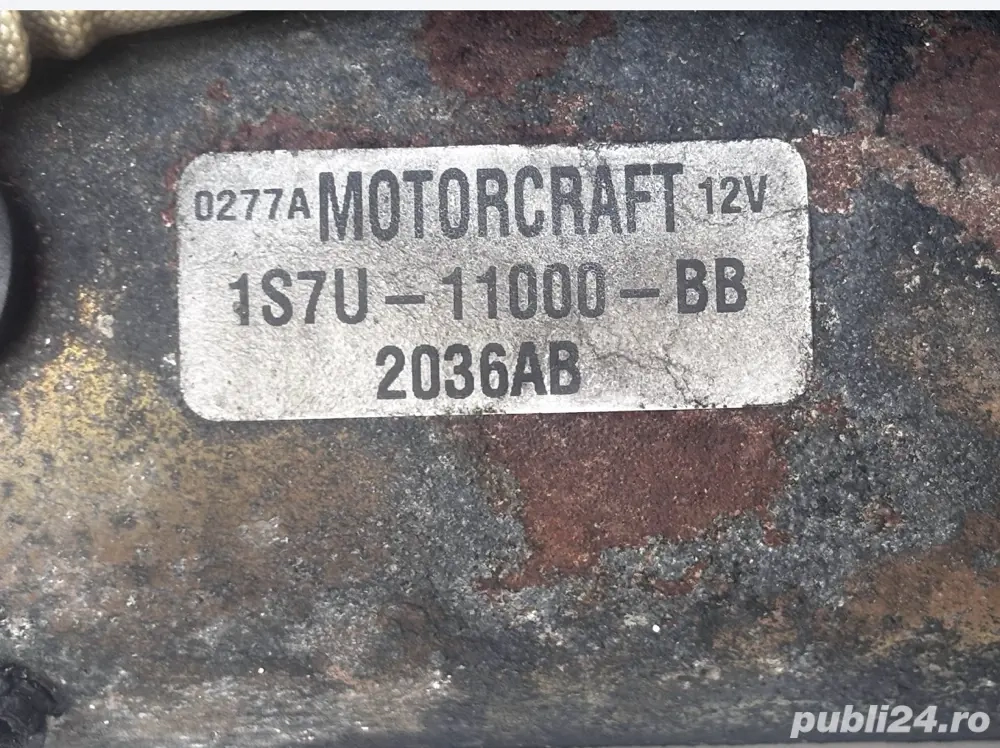 0277A MOTORCRAFT 12V
1S7U-11000-BB
2036AB
publi24.ro